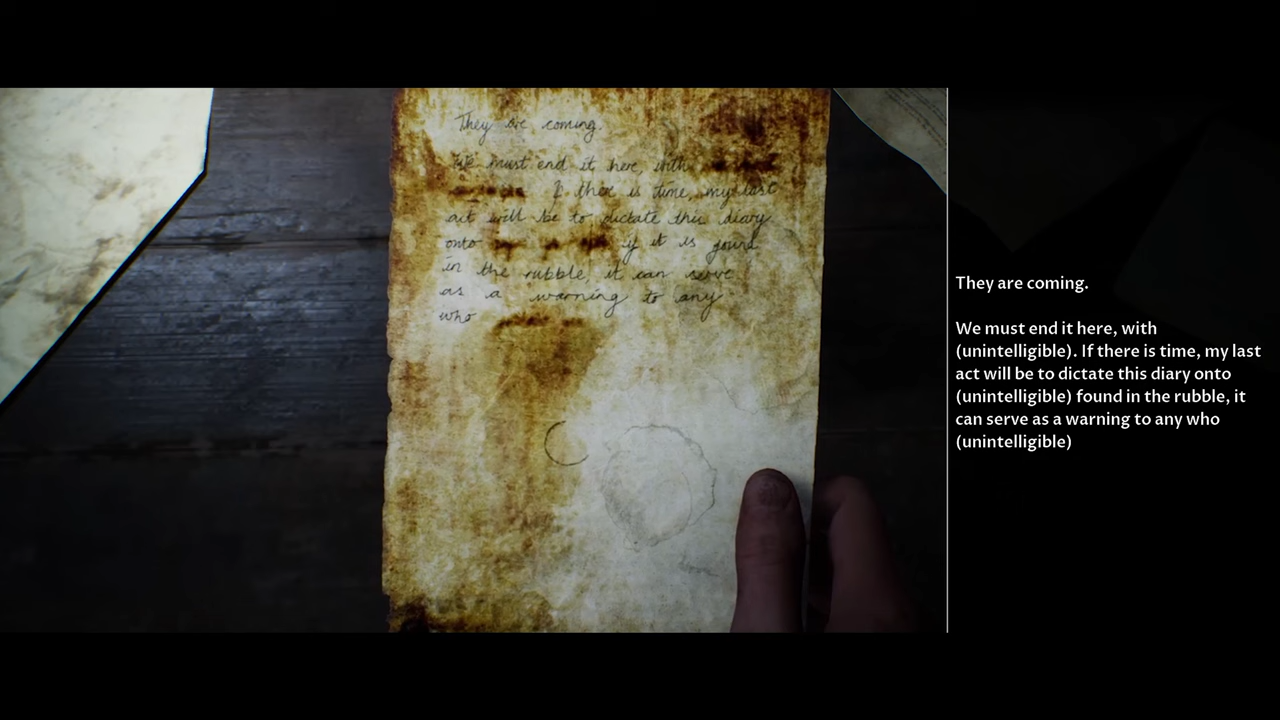 They are coming.
We must end it here, with
If there is time, my last
act will be to dictate this diary
onto if it is found
in the rubble, it can serve
as a warning to any
who
They are coming.
We must end it here, with
(unintelligible). If there is time, my last
act will be to dictate this diary onto
(unintelligible) found in the rubble, it
can serve as a warning to any who
(unintelligible)